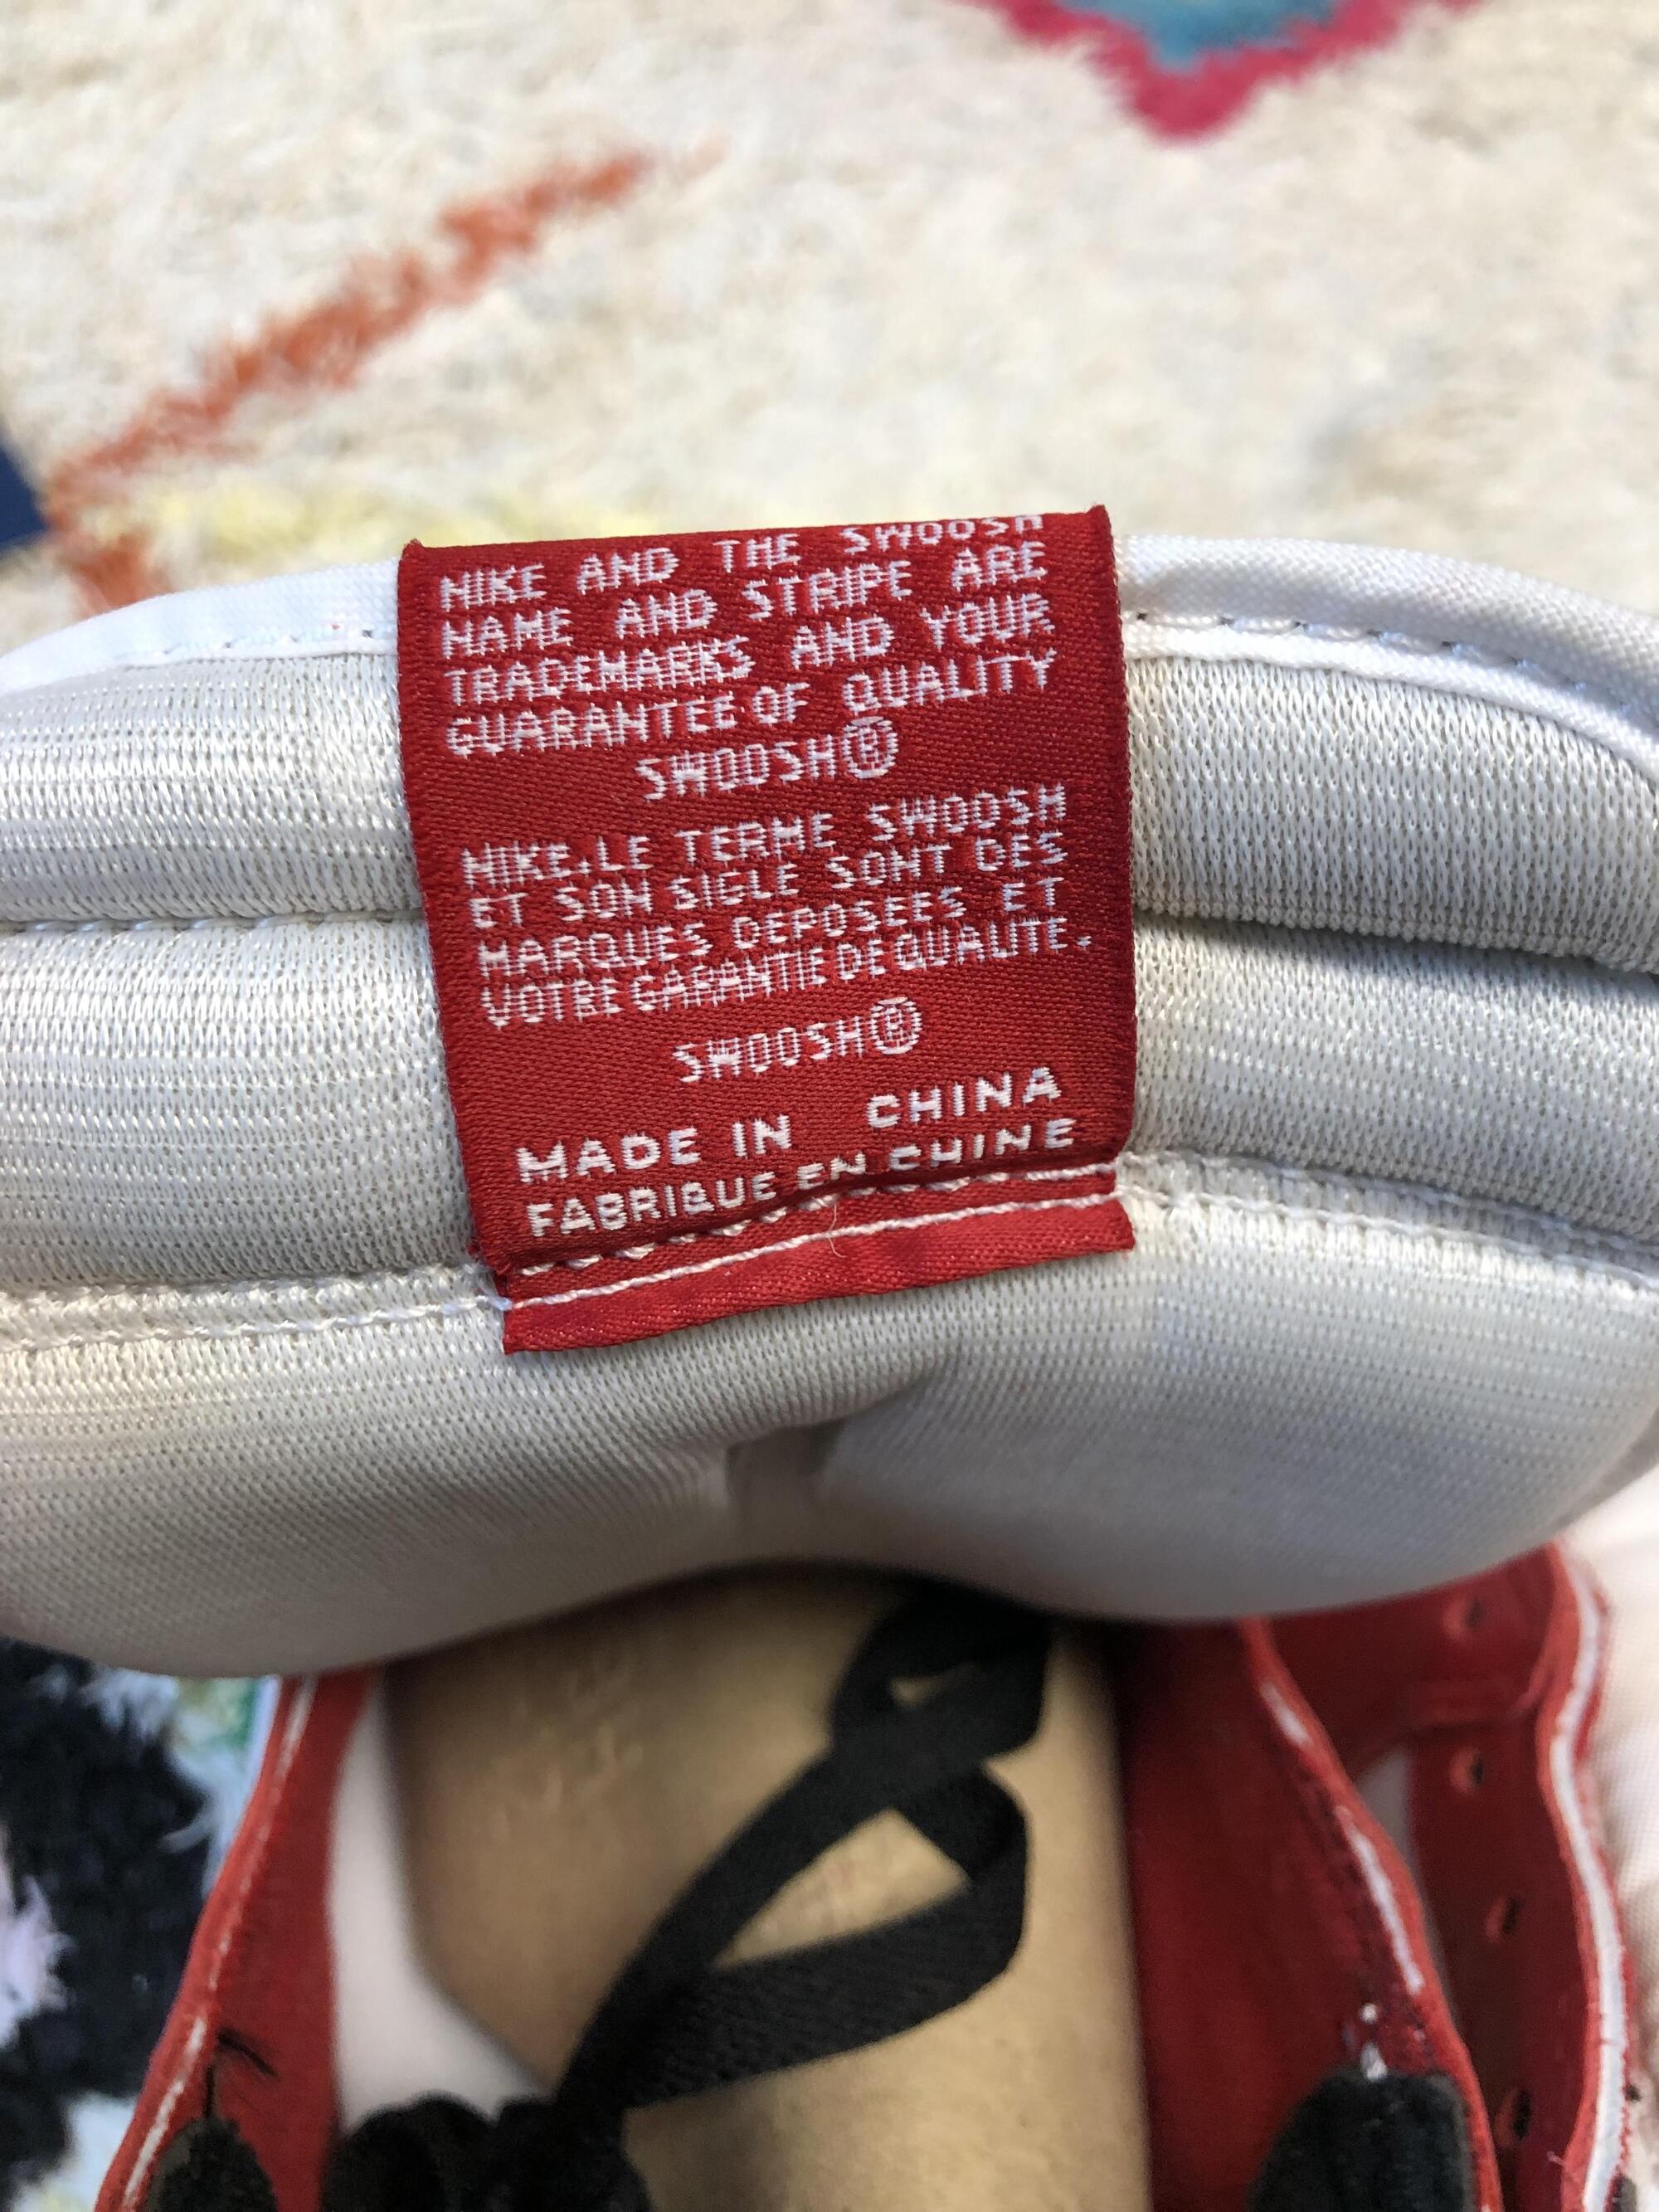 NIKE AND THE SWOOSH
NAME AND STRIPE ARE
TRADEMARKS AND YOUR
GUARANTEE OF QUALITY
SWOOSH®
NIKE,LE TERME SWOOSH
ET SON SIGLE SONT DES
MARQUES DEPOSEES ET
VOTRE GARANTIE DE QUALITE.
SWOOSH®
MADE IN CHINA
FABRIQUE EN CHINE